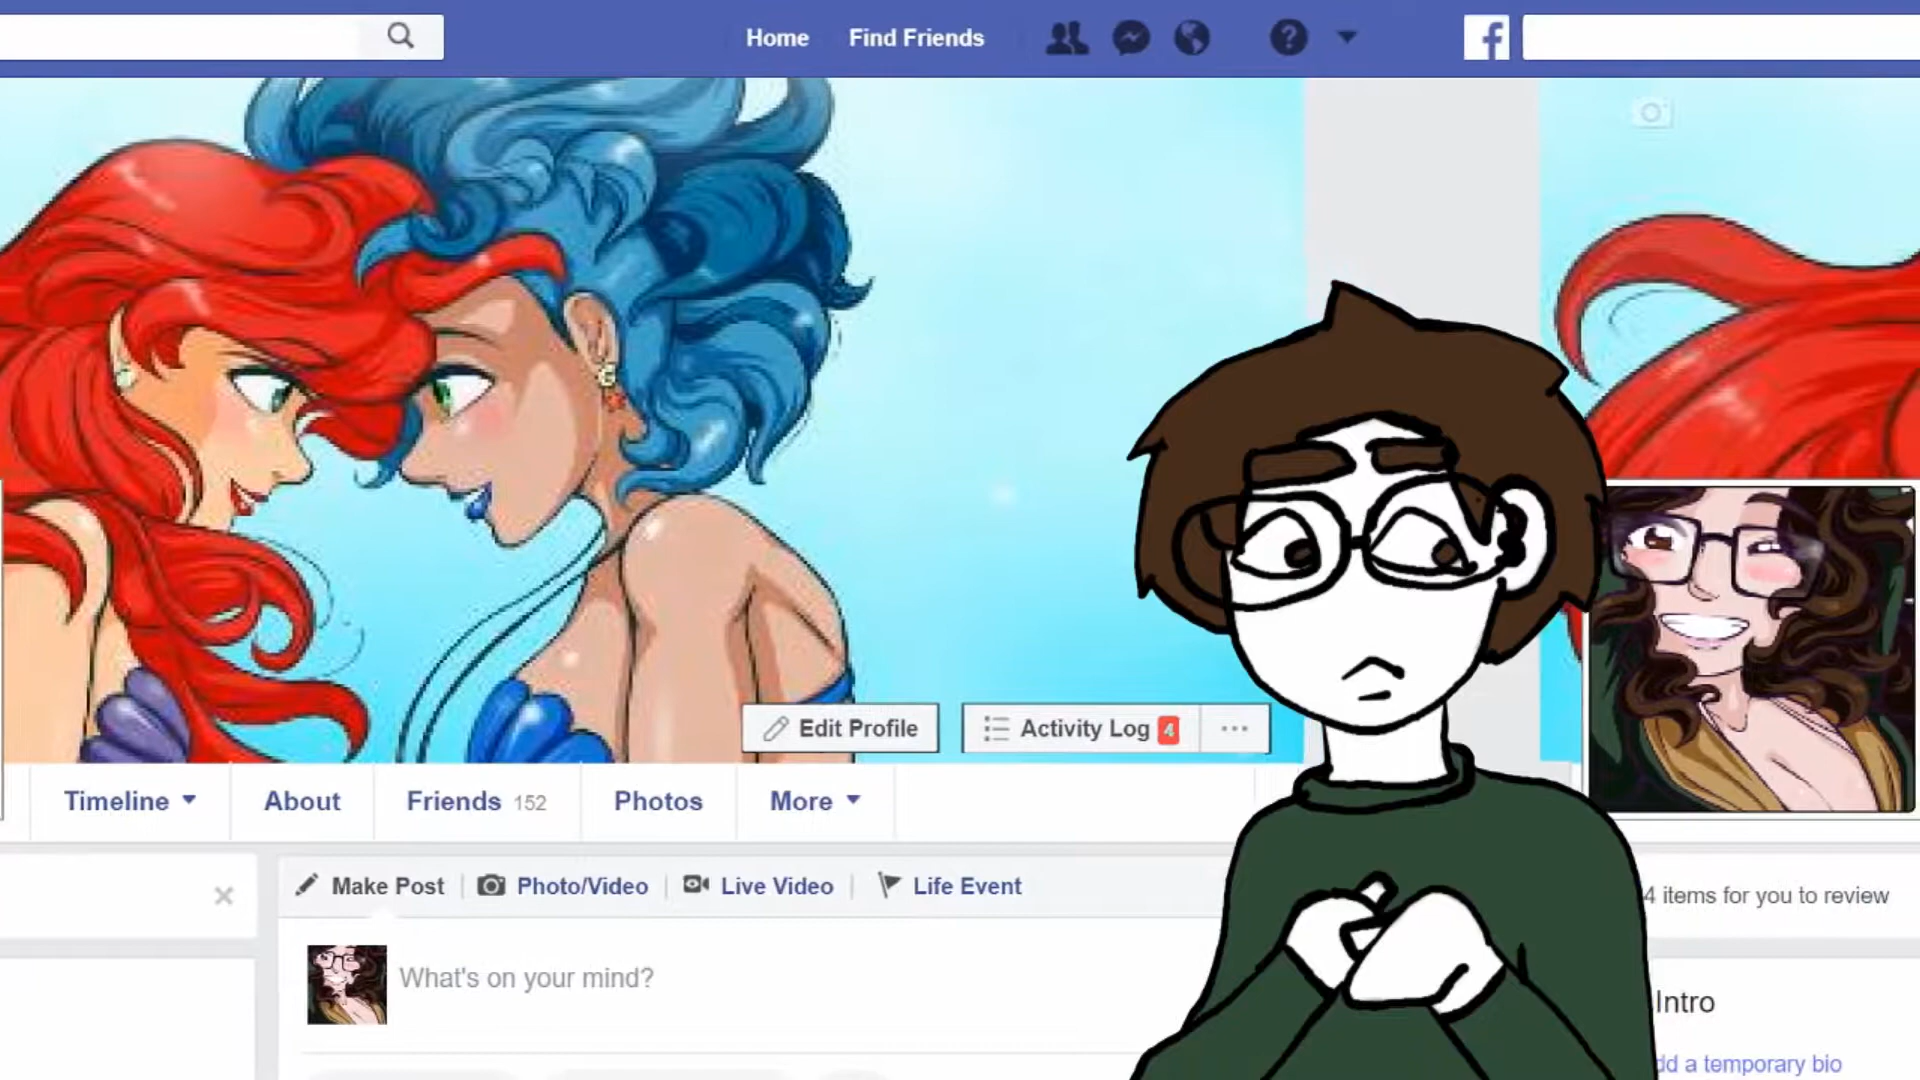 Home Find Friends
Edit Profile
Activity Log 4
Timeline About Friends 152 Photos More
Make Post Photo/Video Live Video Life Event
4 items for you to review
What's on your mind?
Intro
dd a temporary bio